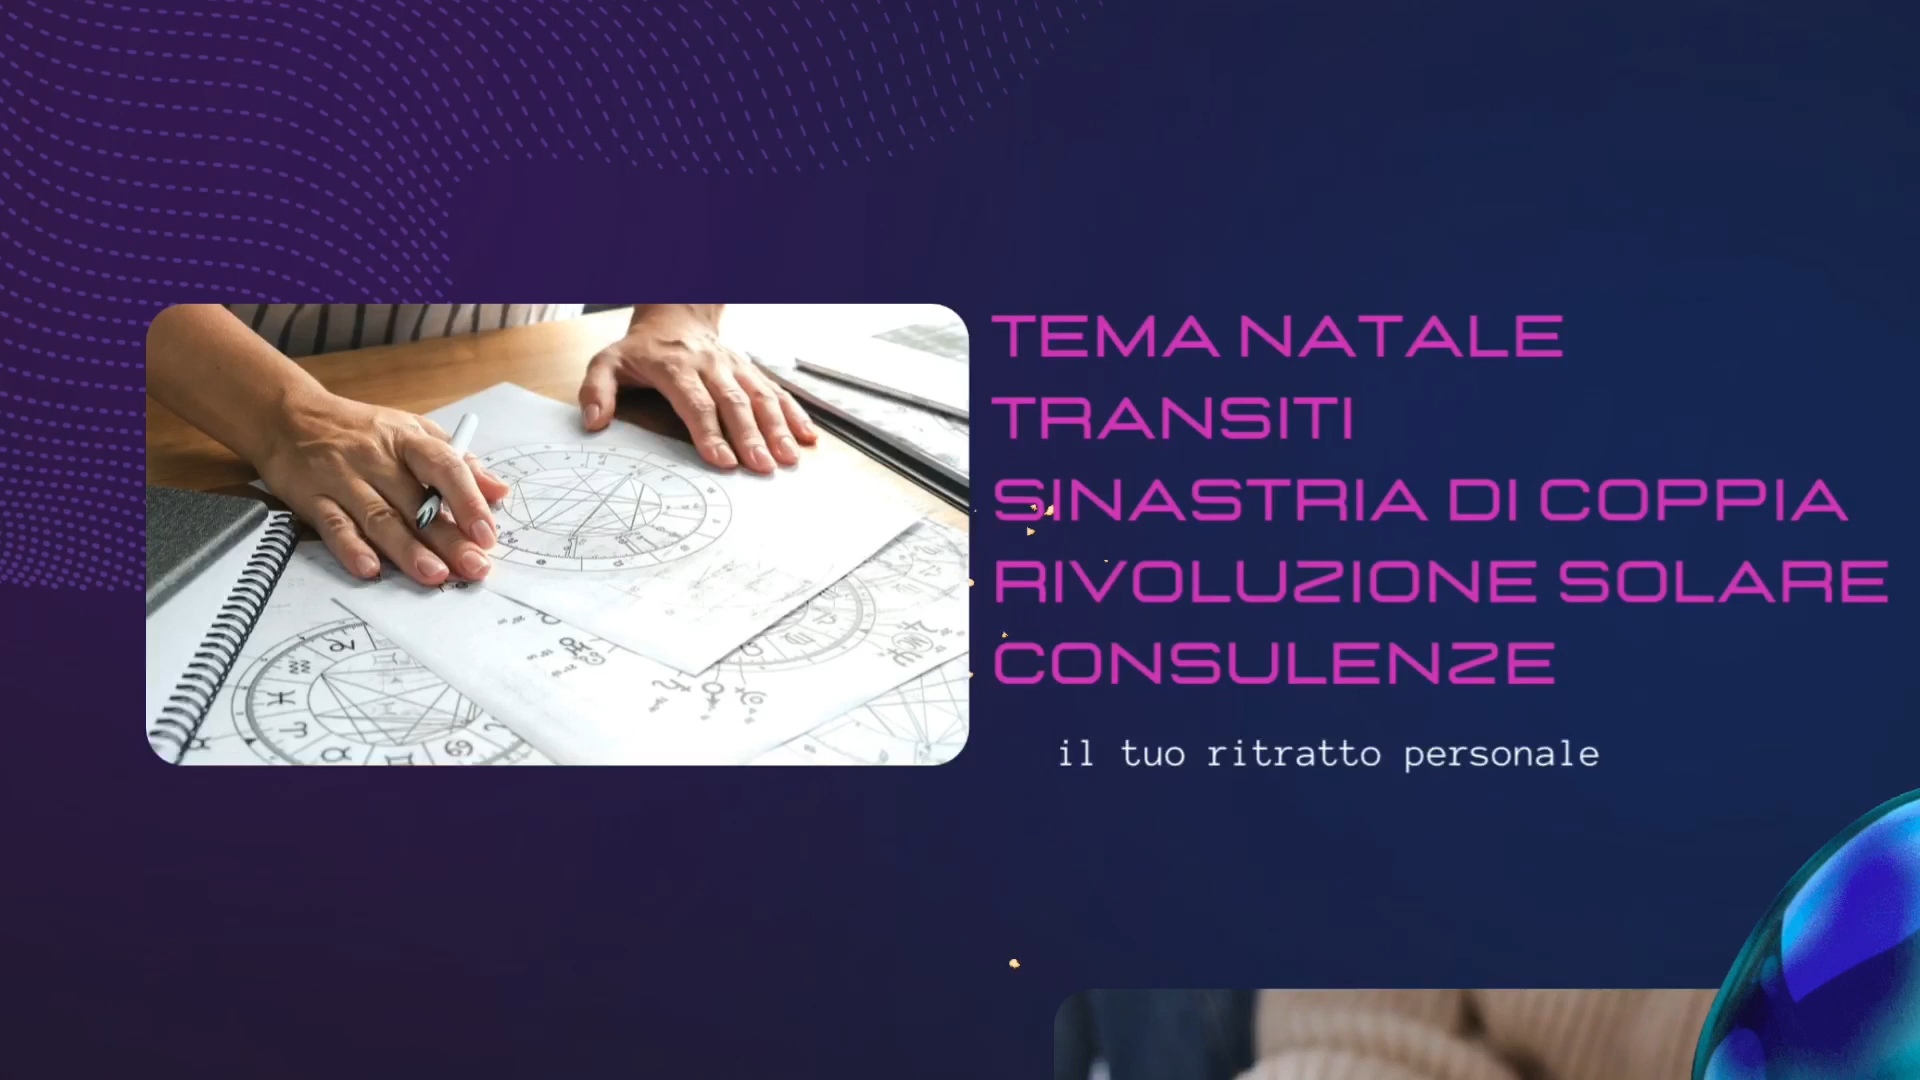 TEMA NATALE
TRANSITI
SINASTRIA DI COPPIA
RIVOLUZIONE SOLARE
CONSULENZE
il tuo ritratto personale